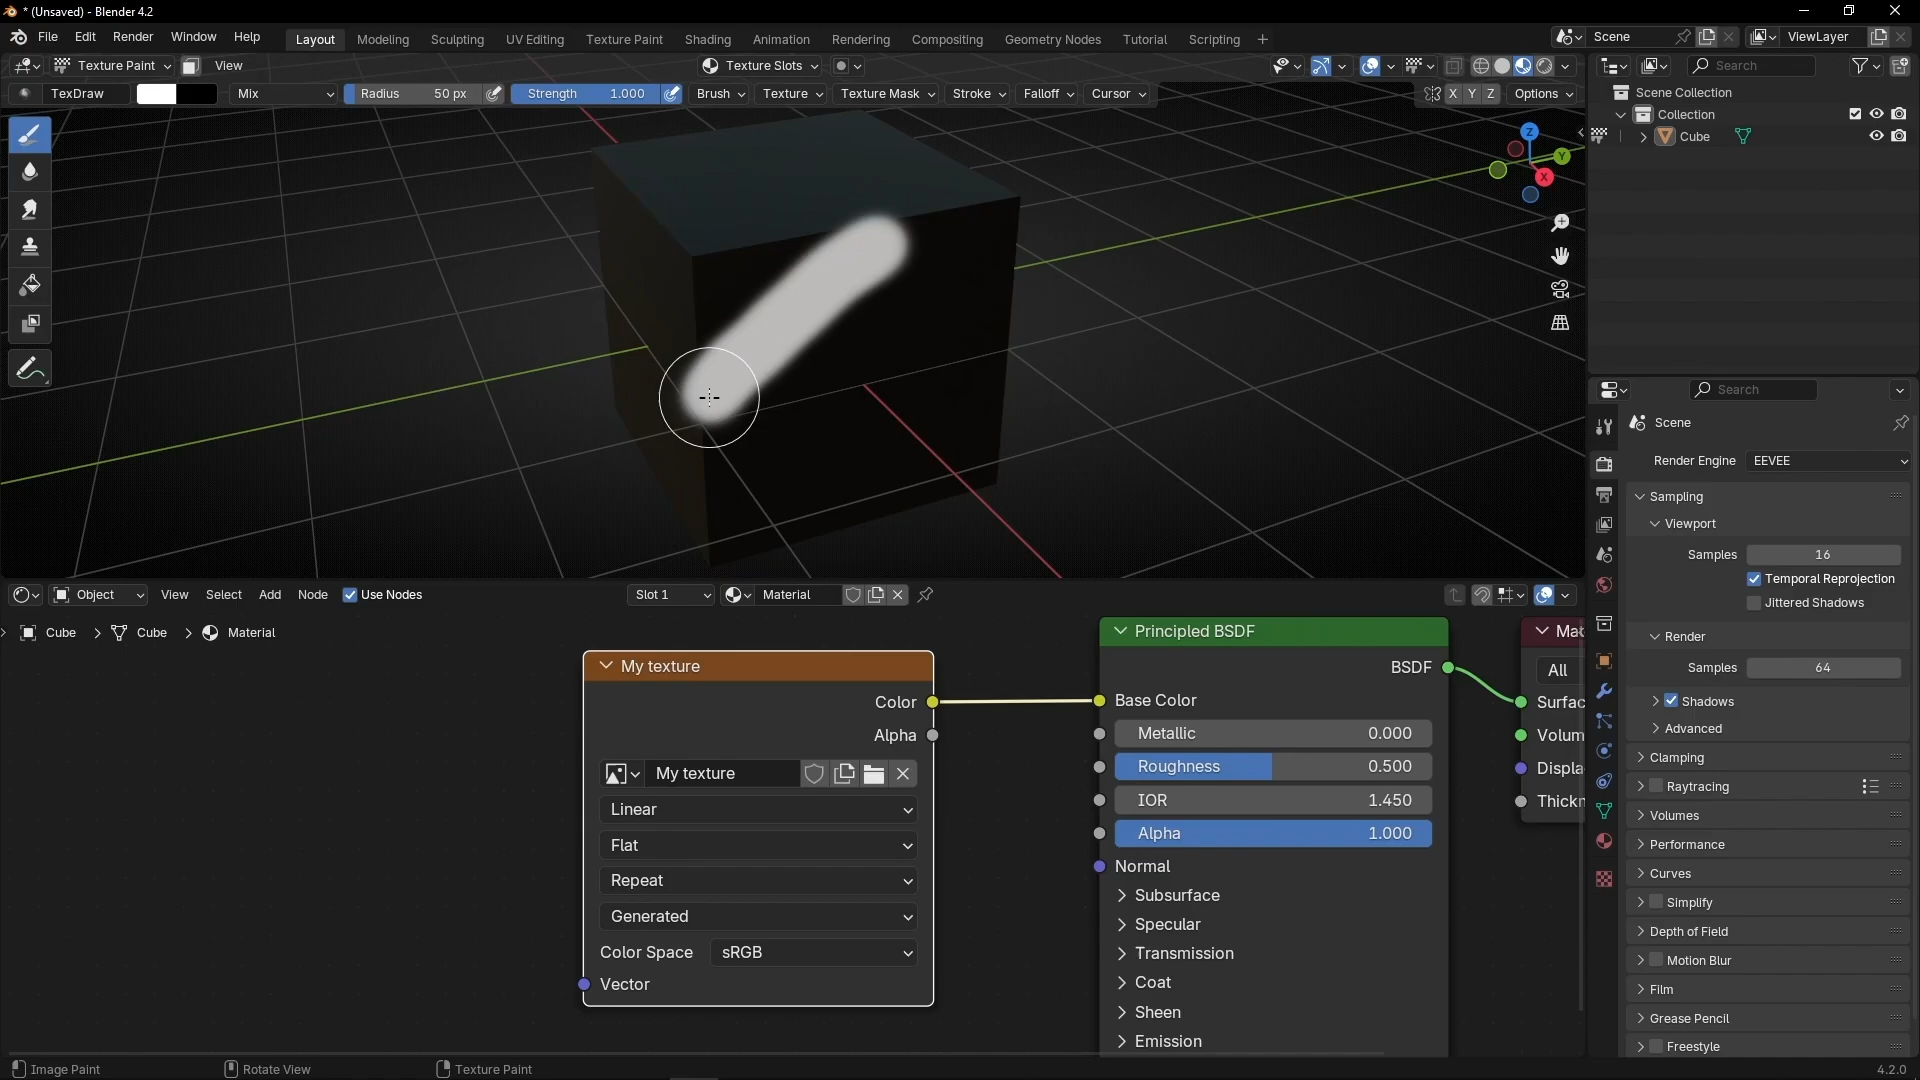 * (Unsaved) - Blender 4.2
File Edit Render Window Help Layout Modeling Sculpting UV Editing Texture Paint Shading Animation Rendering Compositing Geometry Nodes Tutorial Scripting + Scene ViewLayer
Texture Paint View Texture Slots Search
TexDraw Mix Radius 50 px Strength 1.000 Brush Texture Texture Mask Stroke Falloff Cursor X Y Z Options
Scene Collection
Collection
Cube
Z
Y
X
Search
Scene
Render Engine EEVEE
Sampling
Viewport
Samples 16
Temporal Reprojection
Jittered Shadows
Render
Samples 64
Shadows
Advanced
Clamping
Raytracing
Volumes
Performance
Curves
Simplify
Depth of Field
Motion Blur
Film
Grease Pencil
Freestyle
Object View Select Add Node Use Nodes Slot 1 Material
Cube Cube Material
My texture
Color
Alpha
My texture
Linear
Flat
Repeat
Generated
Color Space sRGB
Vector
Principled BSDF
BSDF
Base Color
Metallic 0.000
Roughness 0.500
IOR 1.450
Alpha 1.000
Normal
Subsurface
Specular
Transmission
Coat
Sheen
Emission
Mat
All
Surfac
Volum
Displa
Thickn
Image Paint Rotate View Texture Paint 4.2.0